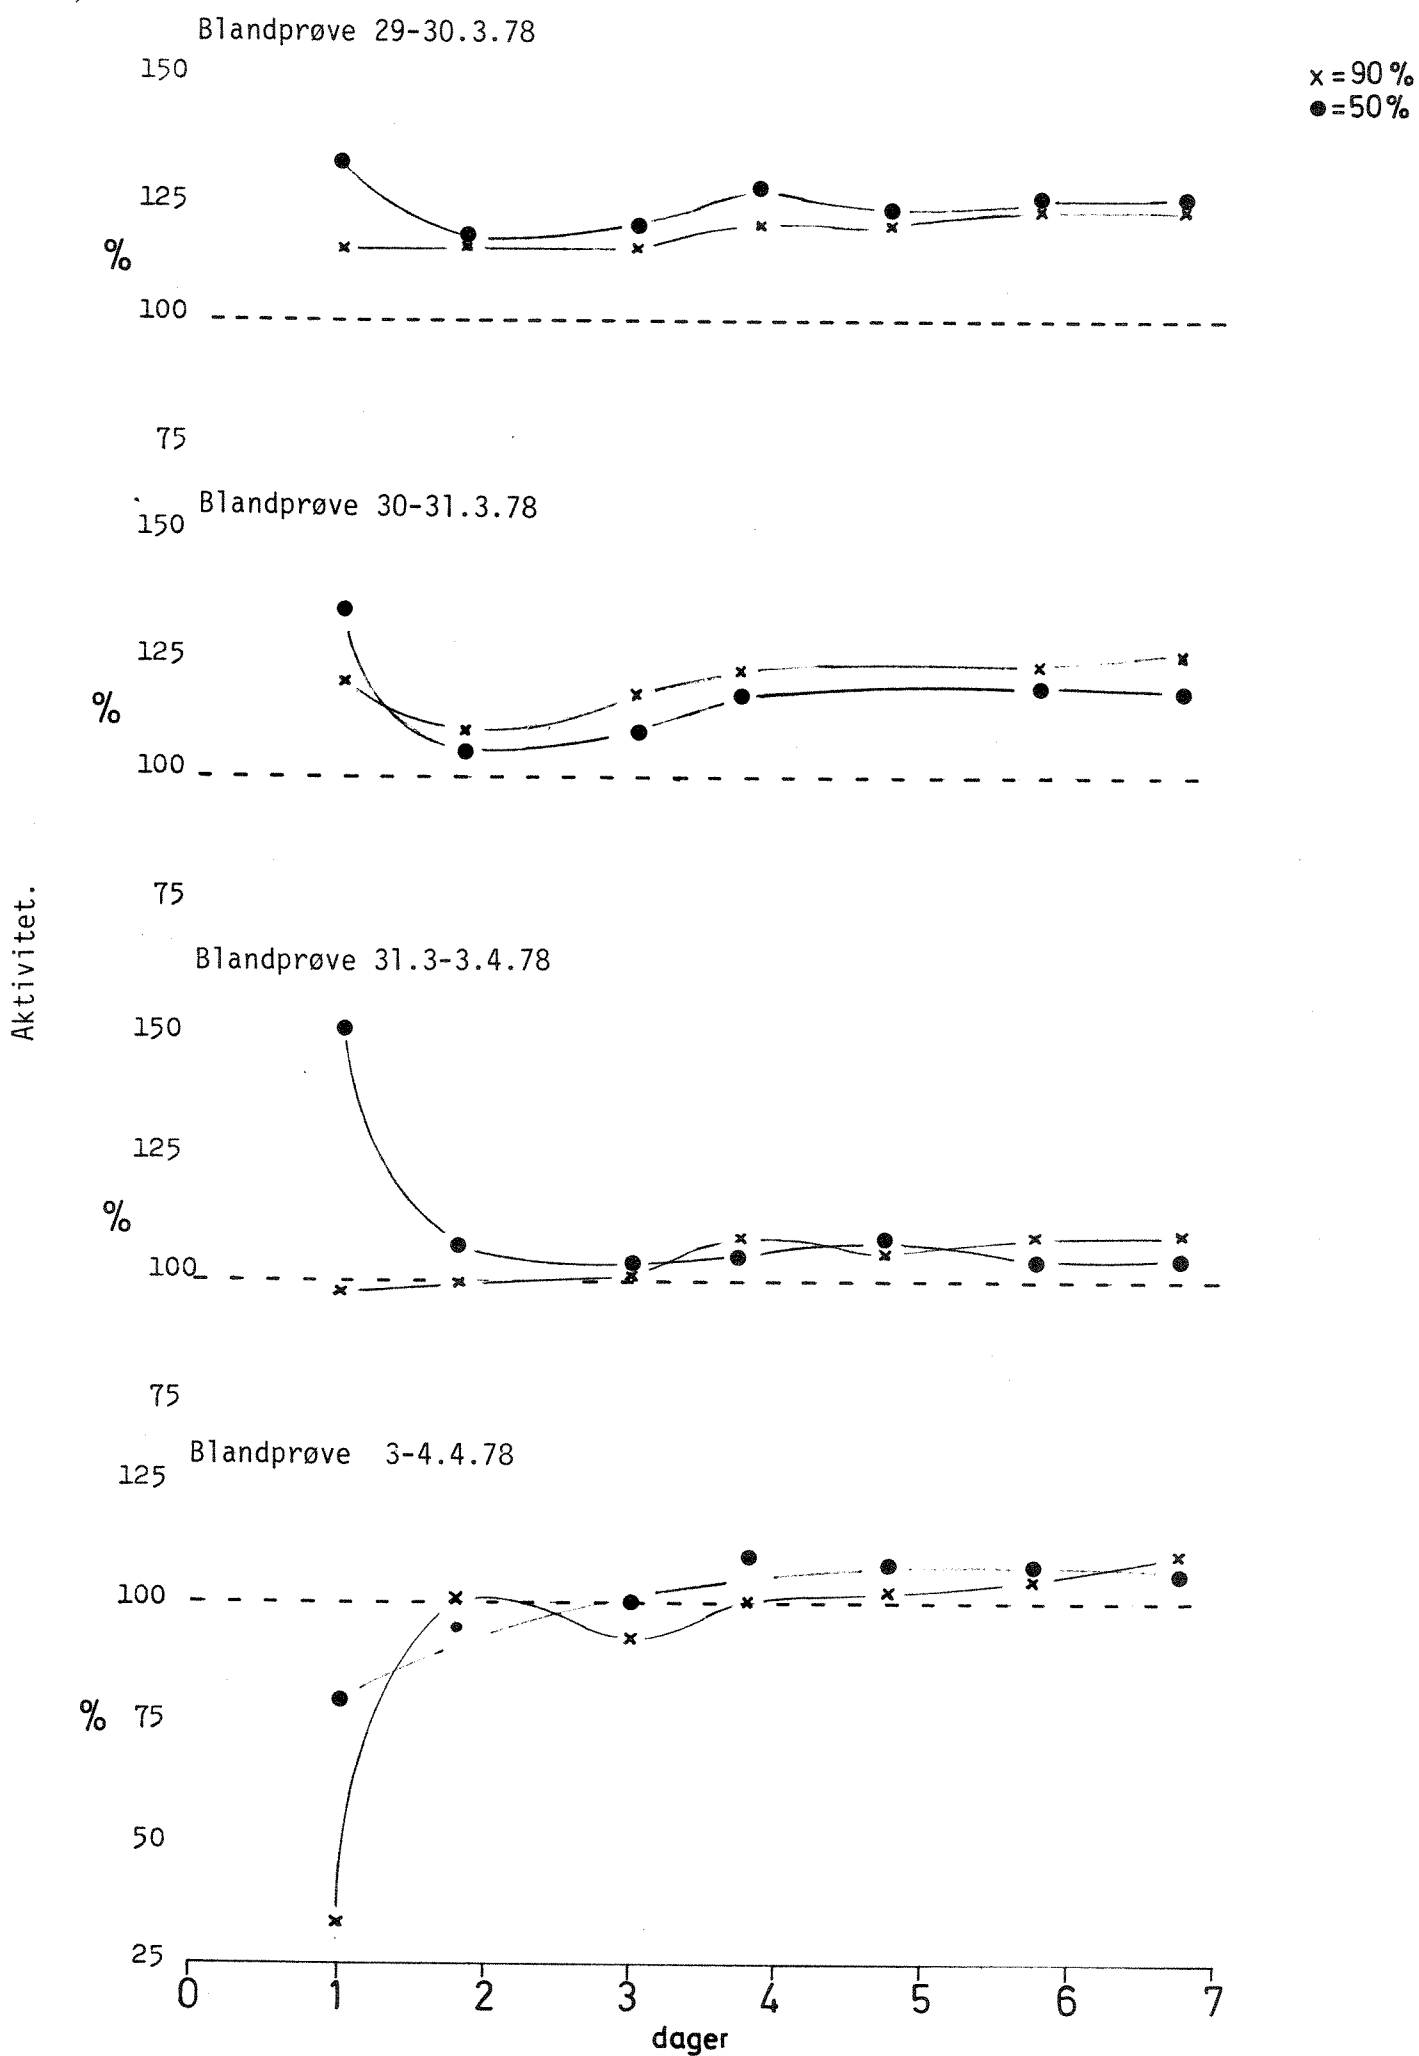 Blandprøve 29-30.3.78
150
x = 90 %
● = 50 %
125
%
100
75
Blandprøve 30-31.3.78
150
125
%
100
75
Aktivitet.
Blandprøve 31.3-3.4.78
150
125
%
100
75
Blandprøve 3-4.4.78
125
100
% 75
50
25
0 1 2 3 4 5 6 7
dager